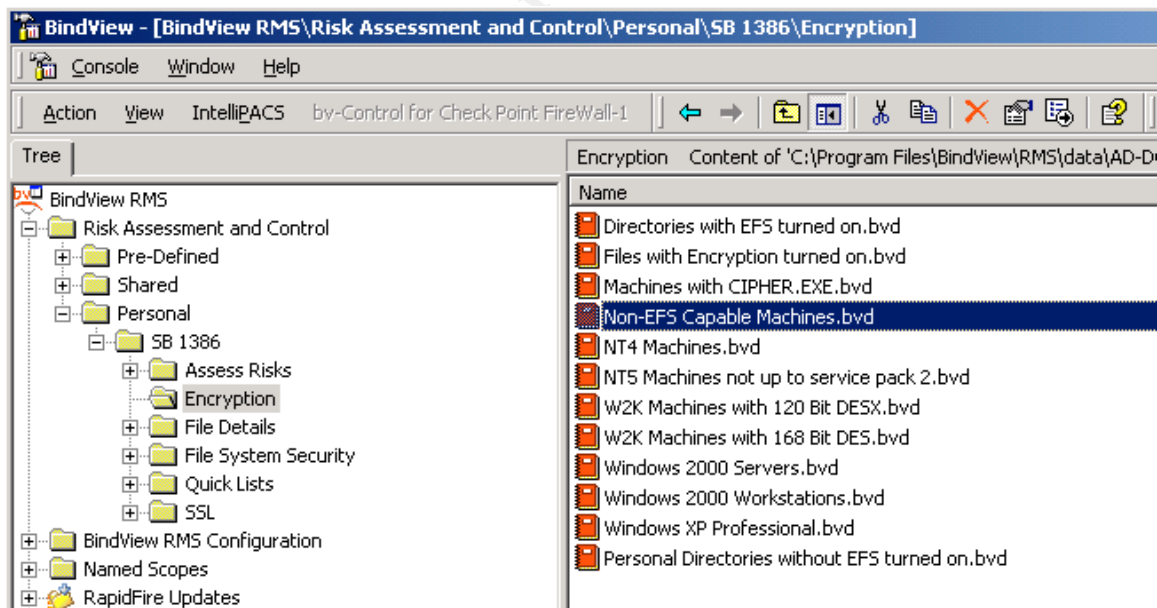 BindView - [BindView RMS\Risk Assessment and Control\Personal\SB 1386\Encryption]
Console Window Help
Action View IntelliPACS bv-Control for Check Point FireWall-1
Tree
BindView RMS
Risk Assessment and Control
Pre-Defined
Shared
Personal
SB 1386
Assess Risks
Encryption
File Details
File System Security
Quick Lists
SSL
BindView RMS Configuration
Named Scopes
RapidFire Updates
Encryption Content of 'C:\Program Files\BindView\RMS\data\AD-D
Name
Directories with EFS turned on.bvd
Files with Encryption turned on.bvd
Machines with CIPHER.EXE.bvd
Non-EFS Capable Machines.bvd
NT4 Machines.bvd
NT5 Machines not up to service pack 2.bvd
W2K Machines with 120 Bit DESX.bvd
W2K Machines with 168 Bit DES.bvd
Windows 2000 Servers.bvd
Windows 2000 Workstations.bvd
Windows XP Professional.bvd
Personal Directories without EFS turned on.bvd